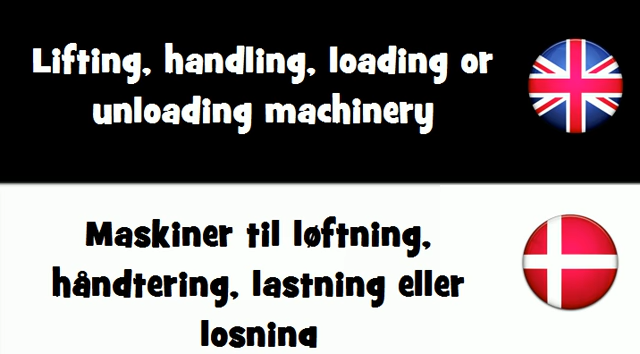 Lifting, handling, loading or
unloading machinery
Maskiner til løftning,
håndtering, lastning eller
losning